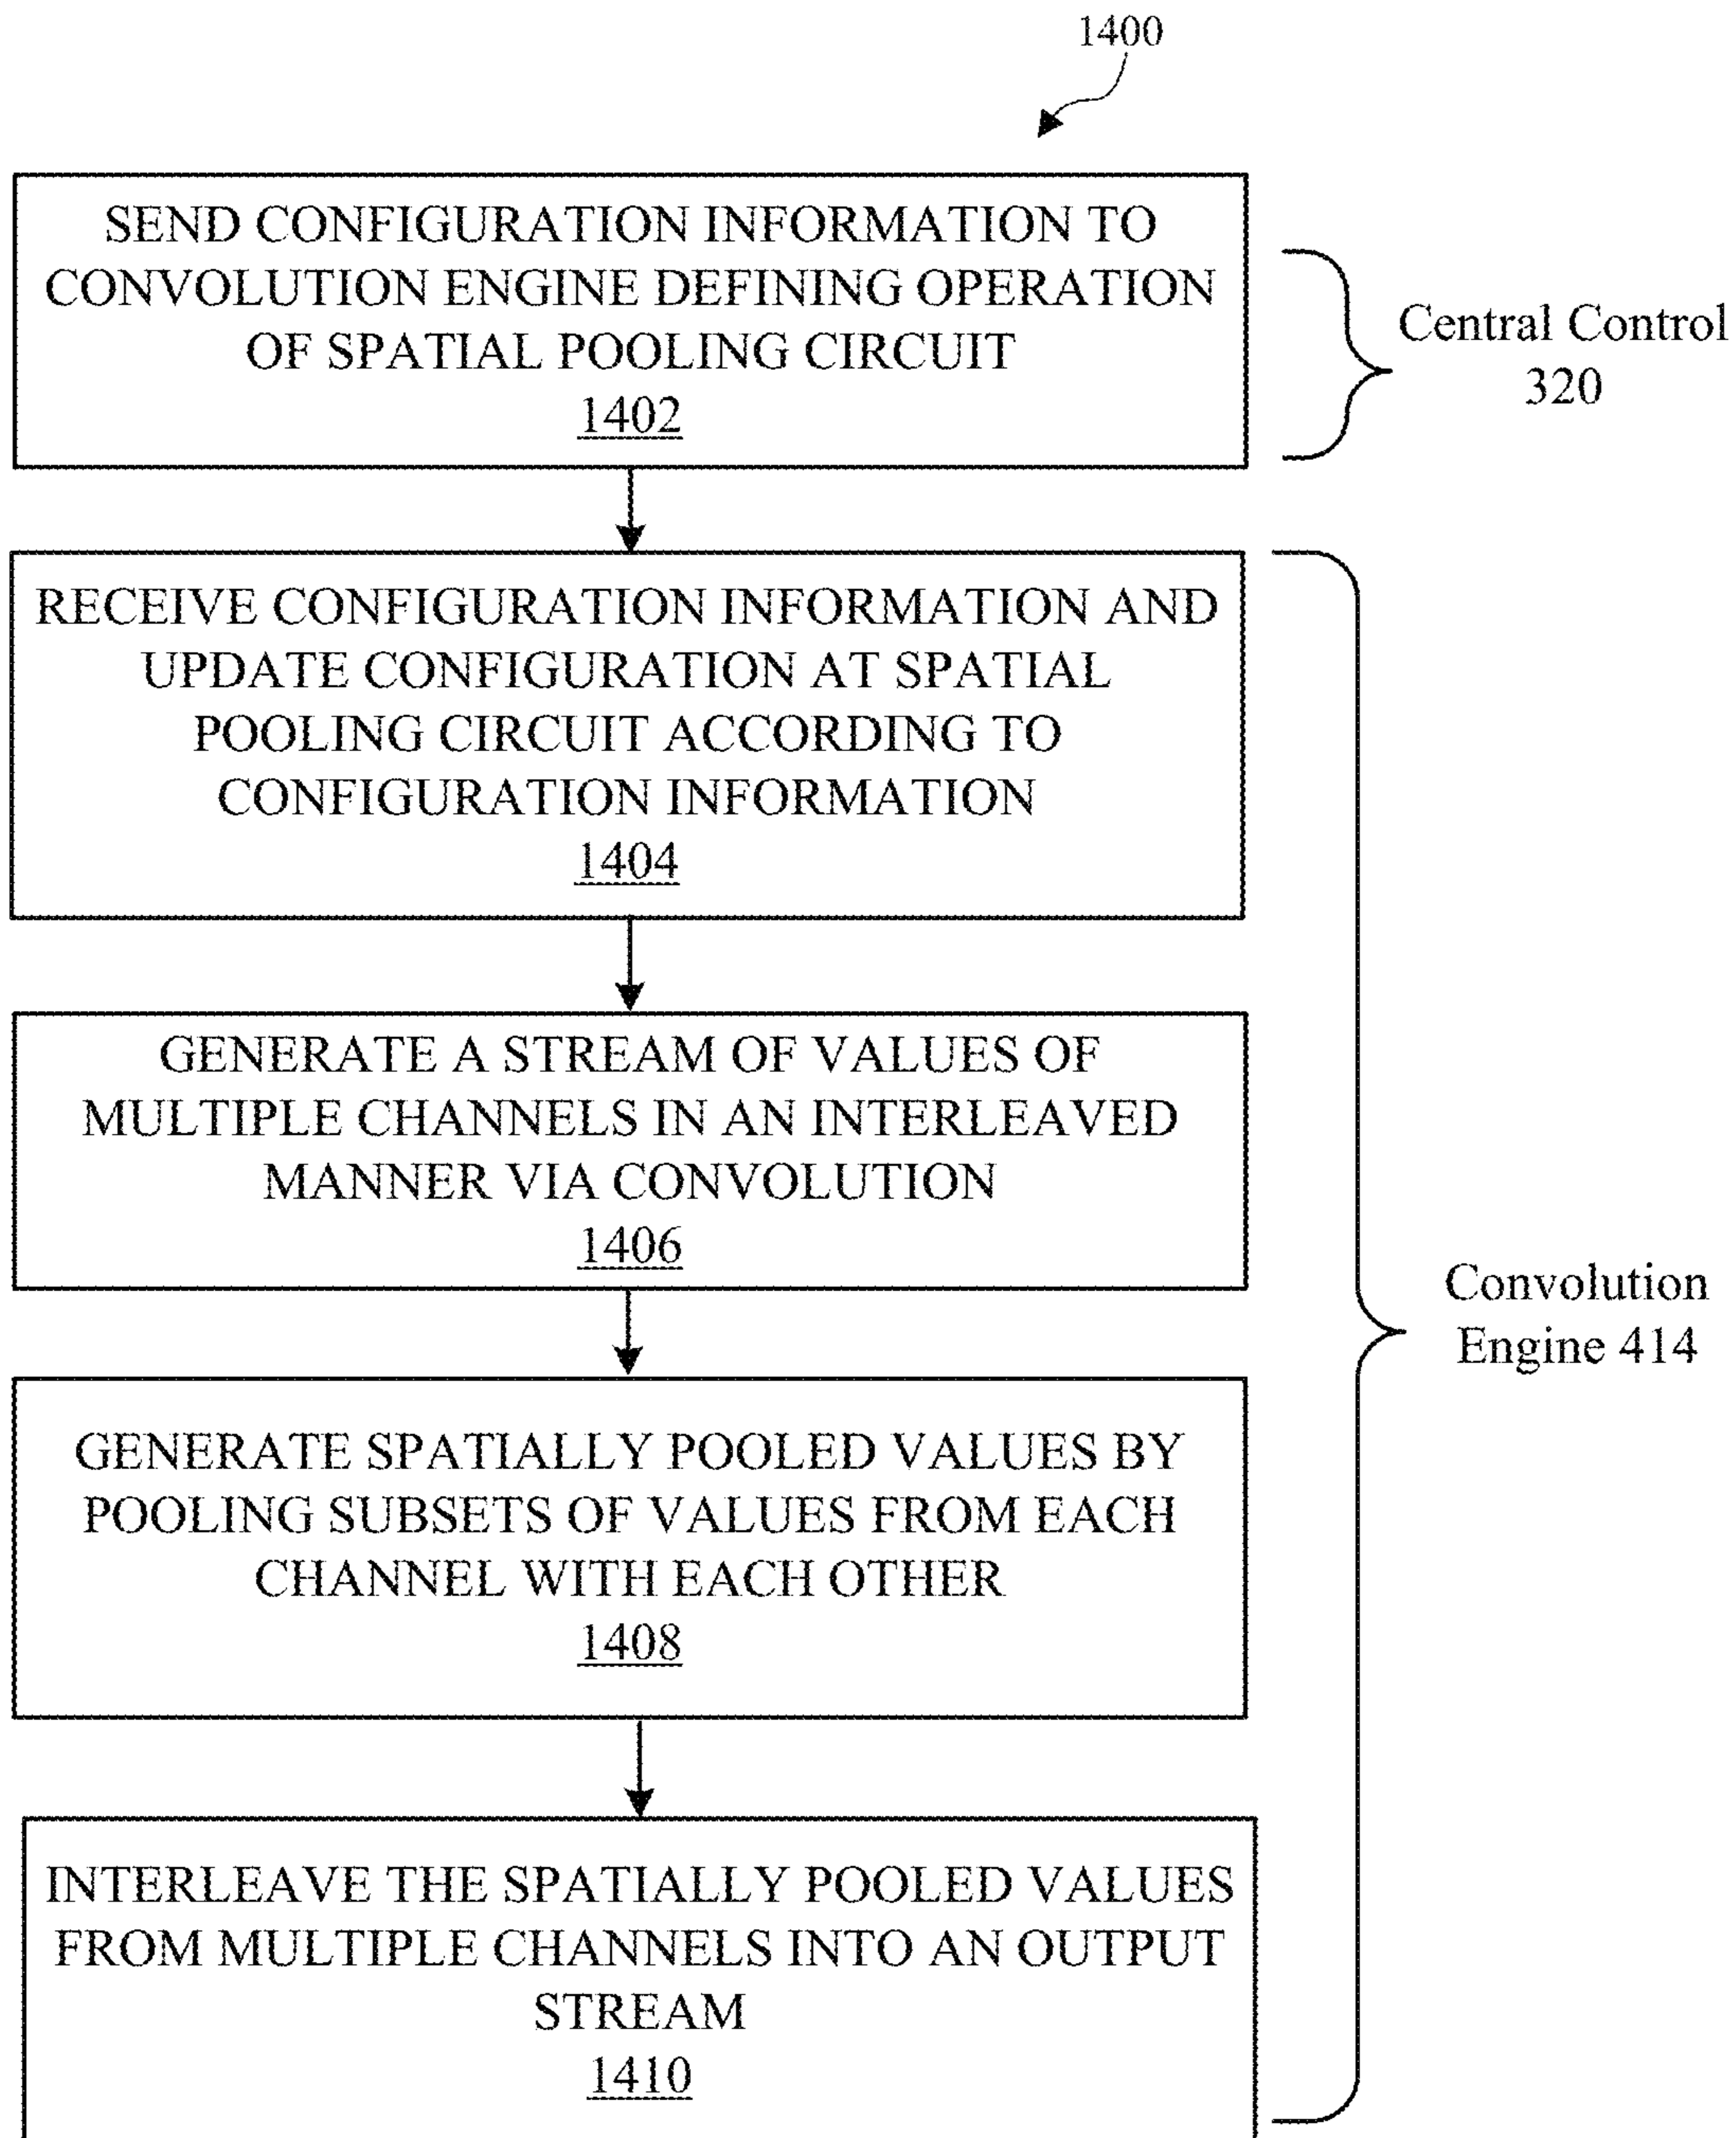 1400
SEND CONFIGURATION INFORMATION TO
CONVOLUTION ENGINE DEFINING OPERATION
OF SPATIAL POOLING CIRCUIT
1402
Central Control
320
RECEIVE CONFIGURATION INFORMATION AND
UPDATE CONFIGURATION AT SPATIAL
POOLING CIRCUIT ACCORDING TO
CONFIGURATION INFORMATION
1404
GENERATE A STREAM OF VALUES OF
MULTIPLE CHANNELS IN AN INTERLEAVED
MANNER VIA CONVOLUTION
1406
Convolution
Engine 414
GENERATE SPATIALLY POOLED VALUES BY
POOLING SUBSETS OF VALUES FROM EACH
CHANNEL WITH EACH OTHER
1408
INTERLEAVE THE SPATIALLY POOLED VALUES
FROM MULTIPLE CHANNELS INTO AN OUTPUT
STREAM
1410